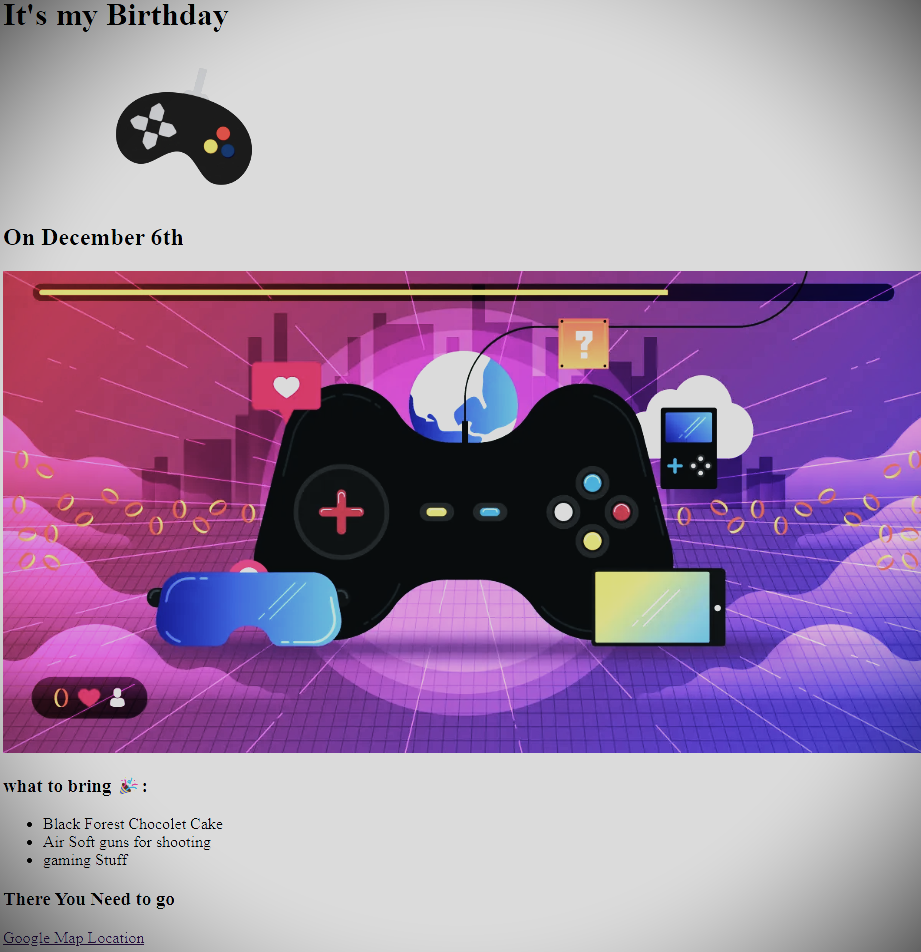 It's my Birthday
On December 6th
?
what to bring 🎉 :
Black Forest Chocolet Cake
Air Soft guns for shooting
gaming Stuff
There You Need to go
Google Map Location